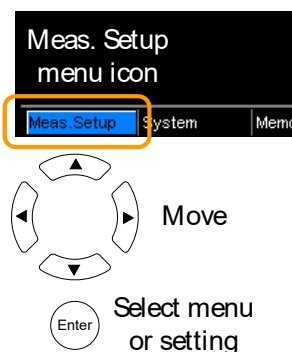 Meas. Setup
menu icon
Meas.Setup System
Move
Enter
Select menu
or setting